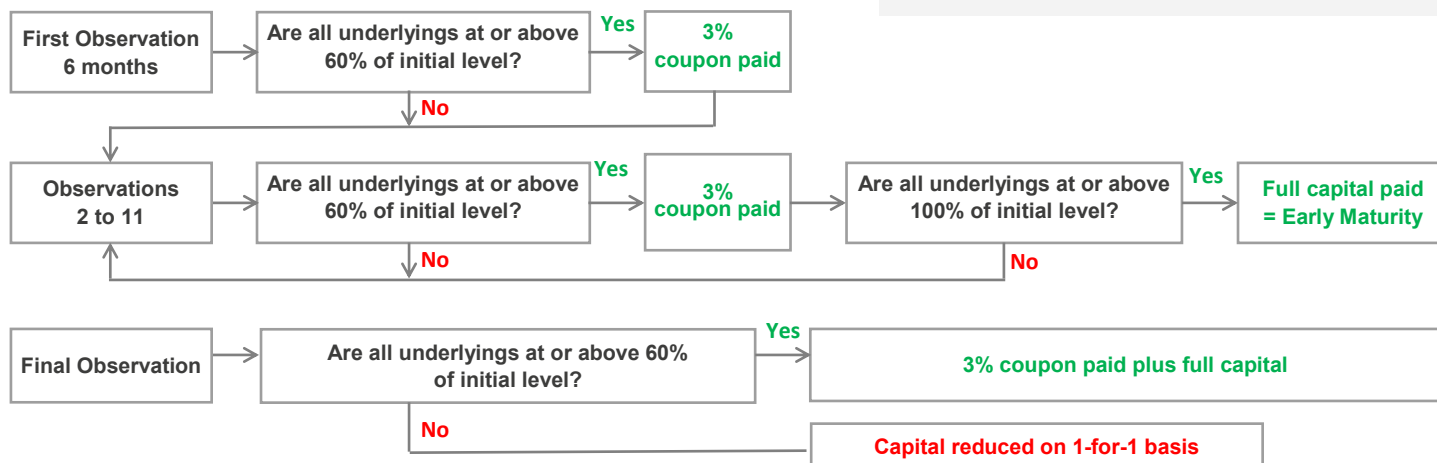 First Observation
6 months
Are all underlyings at or above
60% of initial level?
Yes
3%
coupon paid
No
Observations
2 to 11
Are all underlyings at or above
60% of initial level?
Yes
3%
coupon paid
Are all underlyings at or above
100% of initial level?
Yes
Full capital paid
= Early Maturity
No
No
Final Observation
Are all underlyings at or above 60%
of initial level?
Yes
3% coupon paid plus full capital
No
Capital reduced on 1-for-1 basis